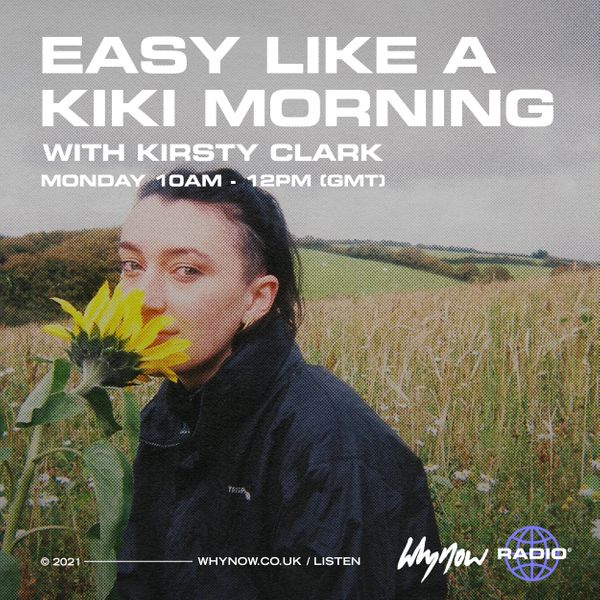 EASY LIKE A
KIKI MORNING
WITH KIRSTY CLARK
MONDAY 10AM - 12PM (GMT)
© 2021
WHYNOW.CO.UK / LISTEN
whynow
RADIO